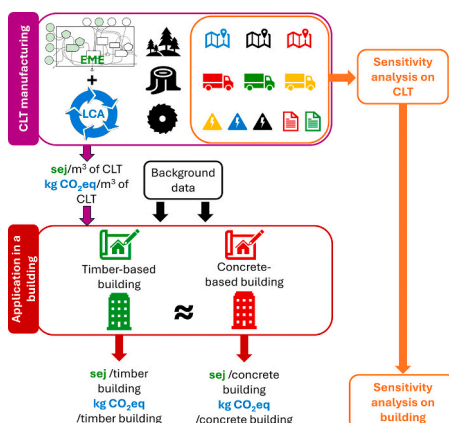 CLT manufacturing
EME
+
LCA
Sensitivity
analysis on
CLT
sej/m³ of CLT
kg CO₂eq/m³ of
CLT
Background
data
Application in a
building
Timber-based
building
Concrete-
based building
≈
sej /timber
building
kg CO₂eq
/timber building
sej /concrete
building
kg CO₂eq
/concrete building
Sensitivity
analysis on
building